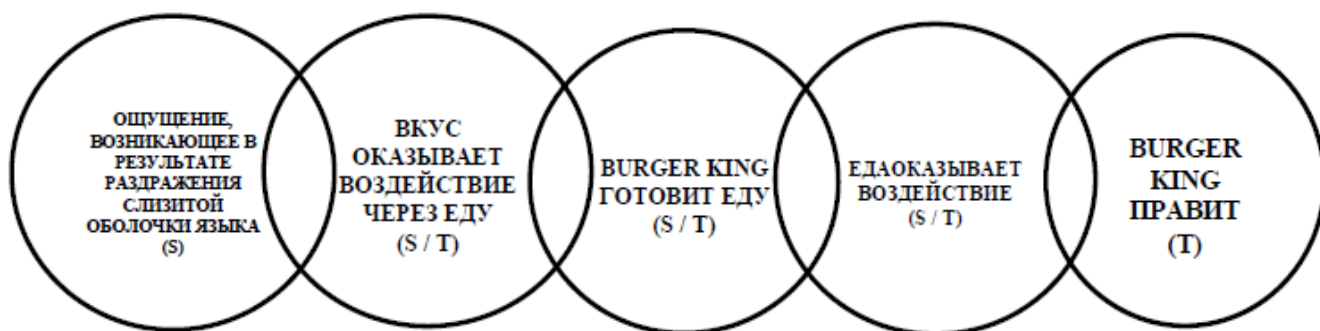 ОЩУЩЕНИЕ,
ВОЗНИКАЮЩЕЕ В
РЕЗУЛЬТАТЕ
РАЗДРАЖЕНИЯ
СЛИЗИТОЙ
ОБОЛОЧКИ ЯЗЫКА
(S)
ВКУС
ОКАЗЫВАЕТ
ВОЗДЕЙСТВИЕ
ЧЕРЕЗ ЕДУ
(S / T)
BURGER KING
ГОТОВИТ ЕДУ
(S / T)
ЕДАОКАЗЫВАЕТ
ВОЗДЕЙСТВИЕ
(S / T)
BURGER
KING
ПРАВИТ
(T)